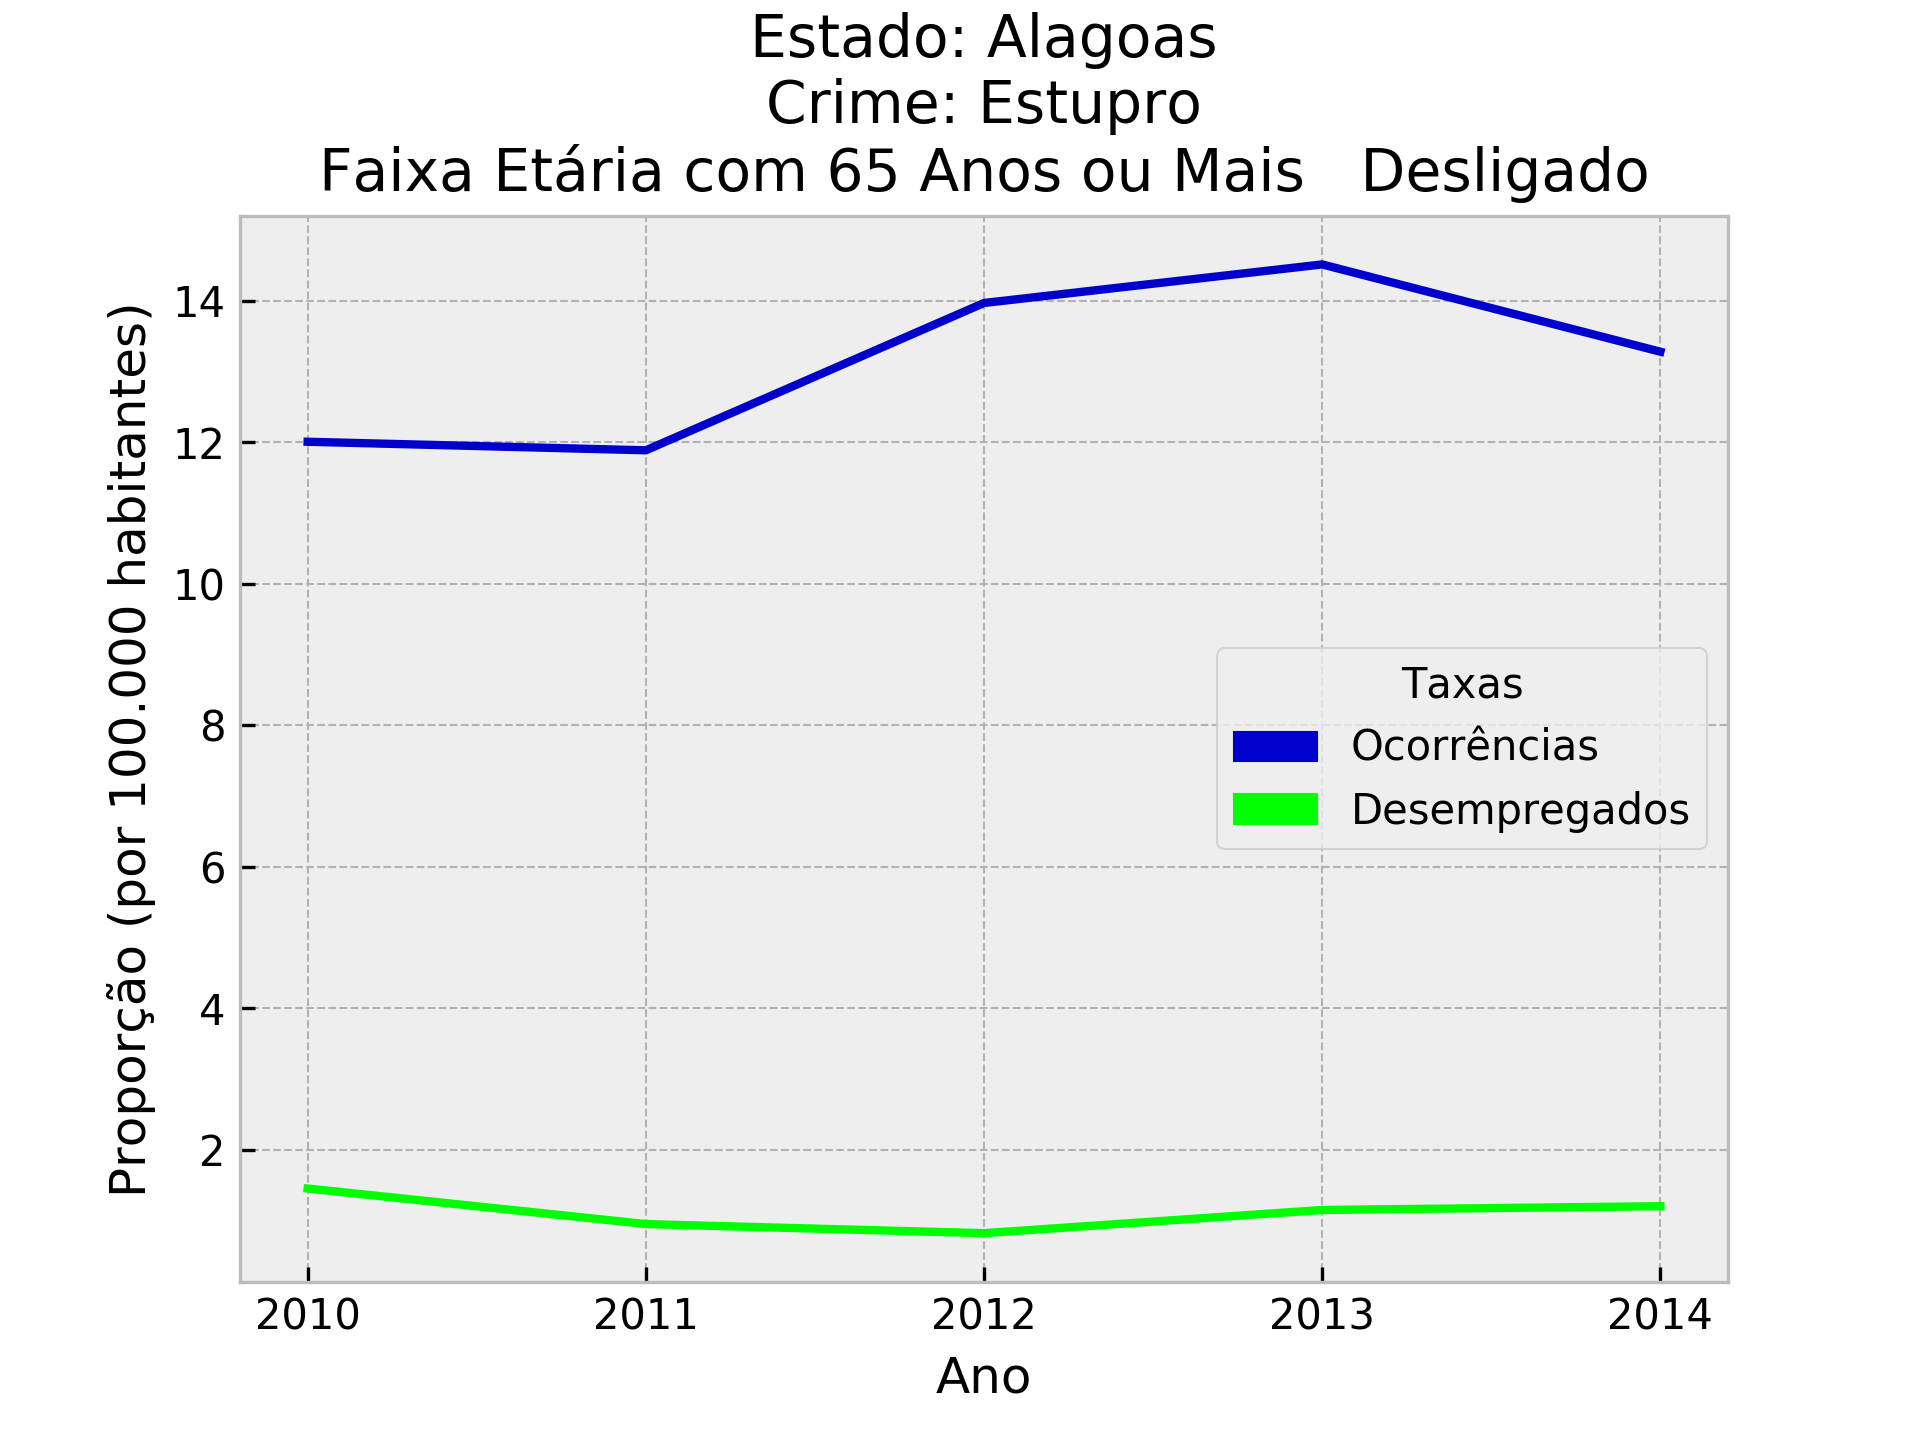 Estado: Alagoas
Crime: Estupro
Faixa Etária com 65 Anos ou Mais   Desligado
Proporção (por 100.000 habitantes)
14
12
10
8
6
4
2
Taxas
Ocorrências
Desempregados
2010 2011 2012 2013 2014
Ano